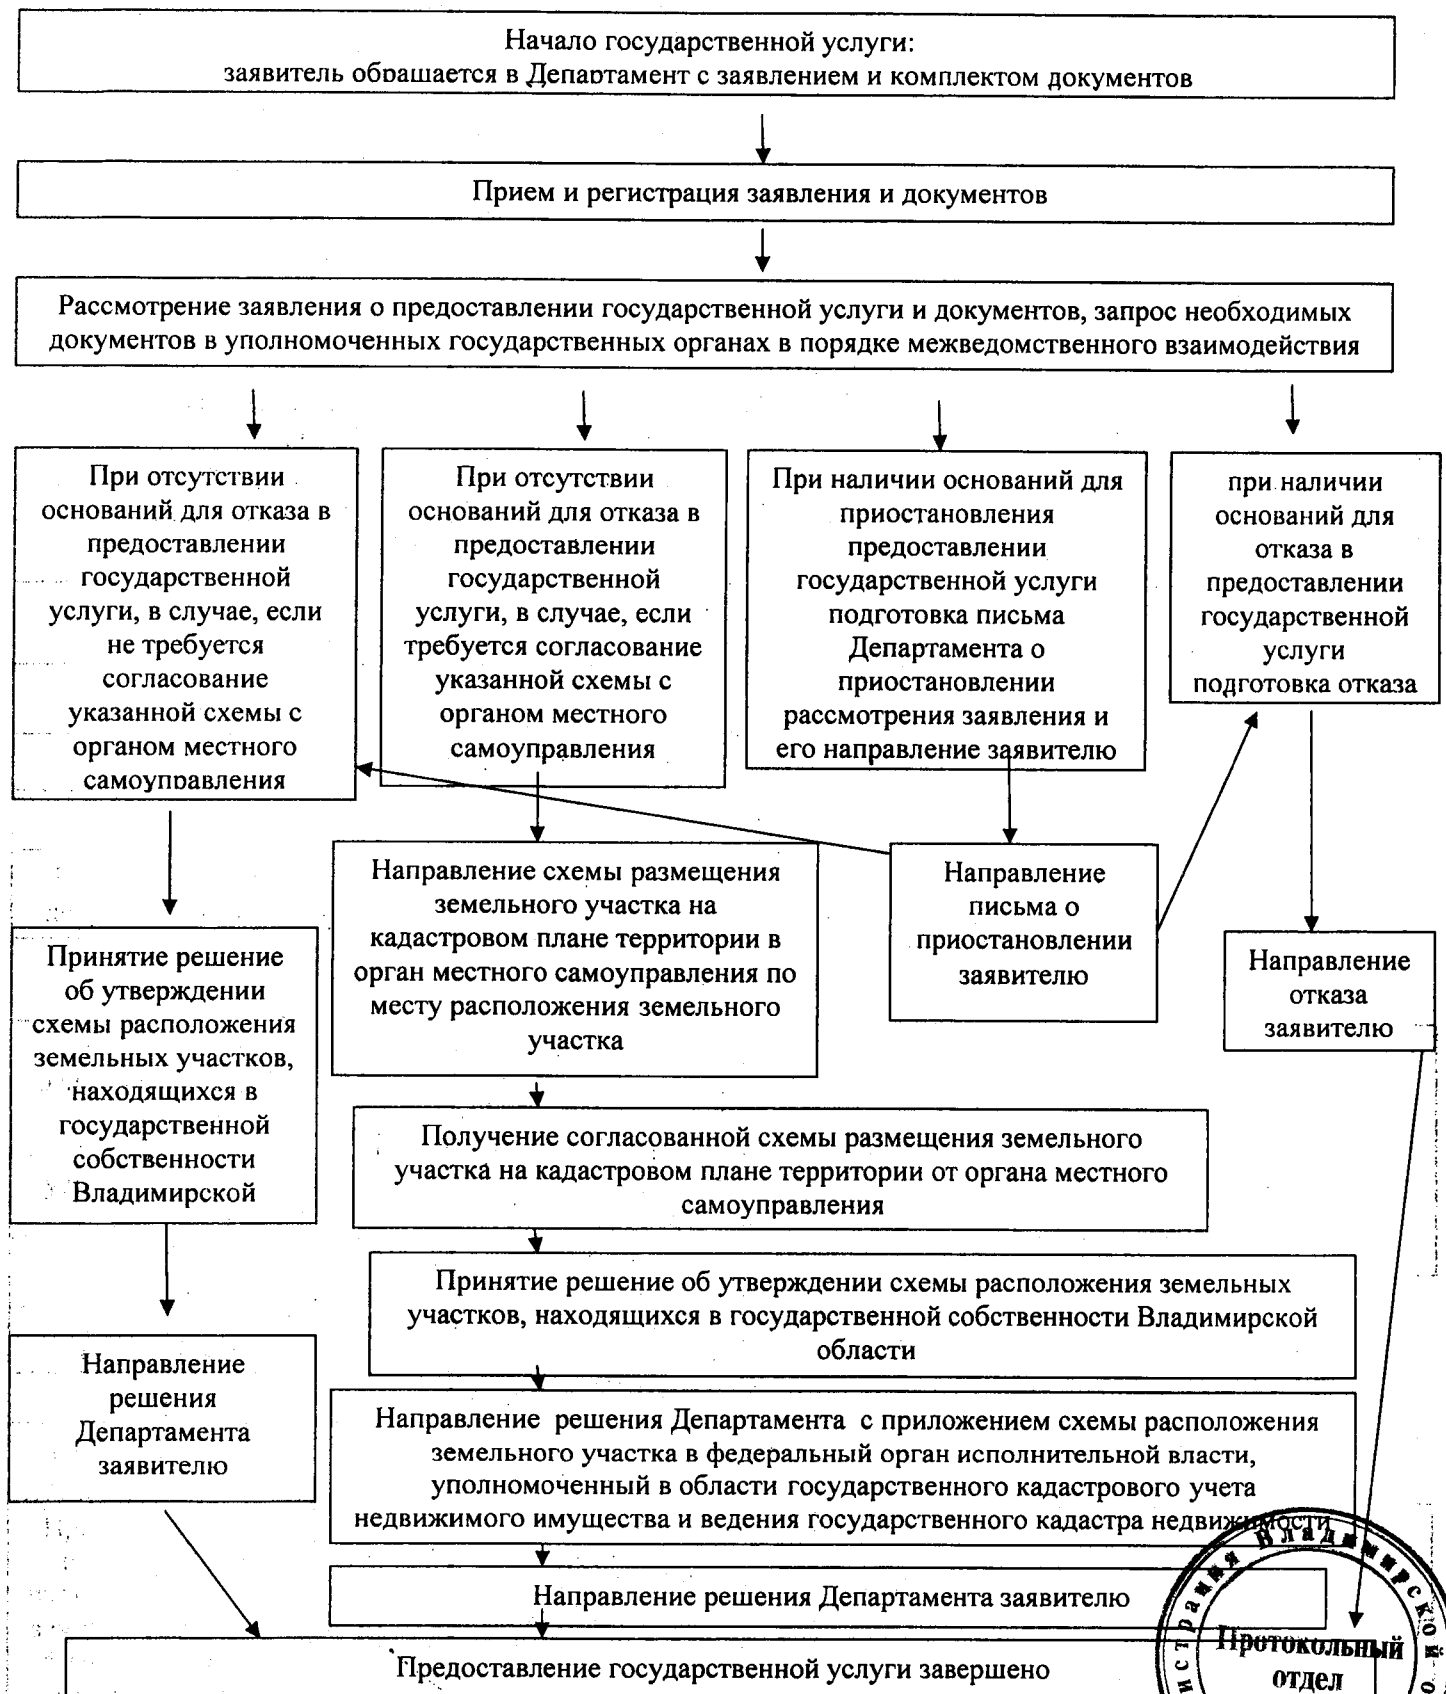 Начало государственной услуги:
заявитель обращается в Департамент с заявлением и комплектом документов
Прием и регистрация заявления и документов
Рассмотрение заявления о предоставлении государственной услуги и документов, запрос необходимых
документов в уполномоченных государственных органах в порядке межведомственного взаимодействия
При отсутствии
оснований для отказа в
предоставлении
государственной
услуги, в случае, если
не требуется
согласование
указанной схемы с
органом местного
самоуправления
При отсутствии
оснований для отказа в
предоставлении
государственной
услуги, в случае, если
требуется согласование
указанной схемы с
органом местного
самоуправления
При наличии оснований для
приостановления
предоставлении
государственной услуги
подготовка письма
Департамента о
приостановлении
рассмотрения заявления и
его направление заявителю
при наличии
оснований для
отказа в
предоставлении
государственной
услуги
подготовка отказа
Направление схемы размещения
земельного участка на
кадастровом плане территории в
орган местного самоуправления по
месту расположения земельного
участка
Направление
письма о
приостановлении
заявителю
Направление
отказа
заявителю
Принятие решение
об утверждении
схемы расположения
земельных участков,
находящихся в
государственной
собственности
Владимирской
Получение согласованной схемы размещения земельного
участка на кадастровом плане территории от органа местного
самоуправления
Принятие решение об утверждении схемы расположения земельных
участков, находящихся в государственной собственности Владимирской
области
Направление
решения
Департамента
заявителю
Направление решения Департамента с приложением схемы расположения
земельного участка в федеральный орган исполнительной власти,
уполномоченный в области государственного кадастрового учета
недвижимого имущества и ведения государственного кадастра недвижимости
Направление решения Департамента заявителю
Предоставление государственной услуги завершено
Владимирской
Протокольный
отдел